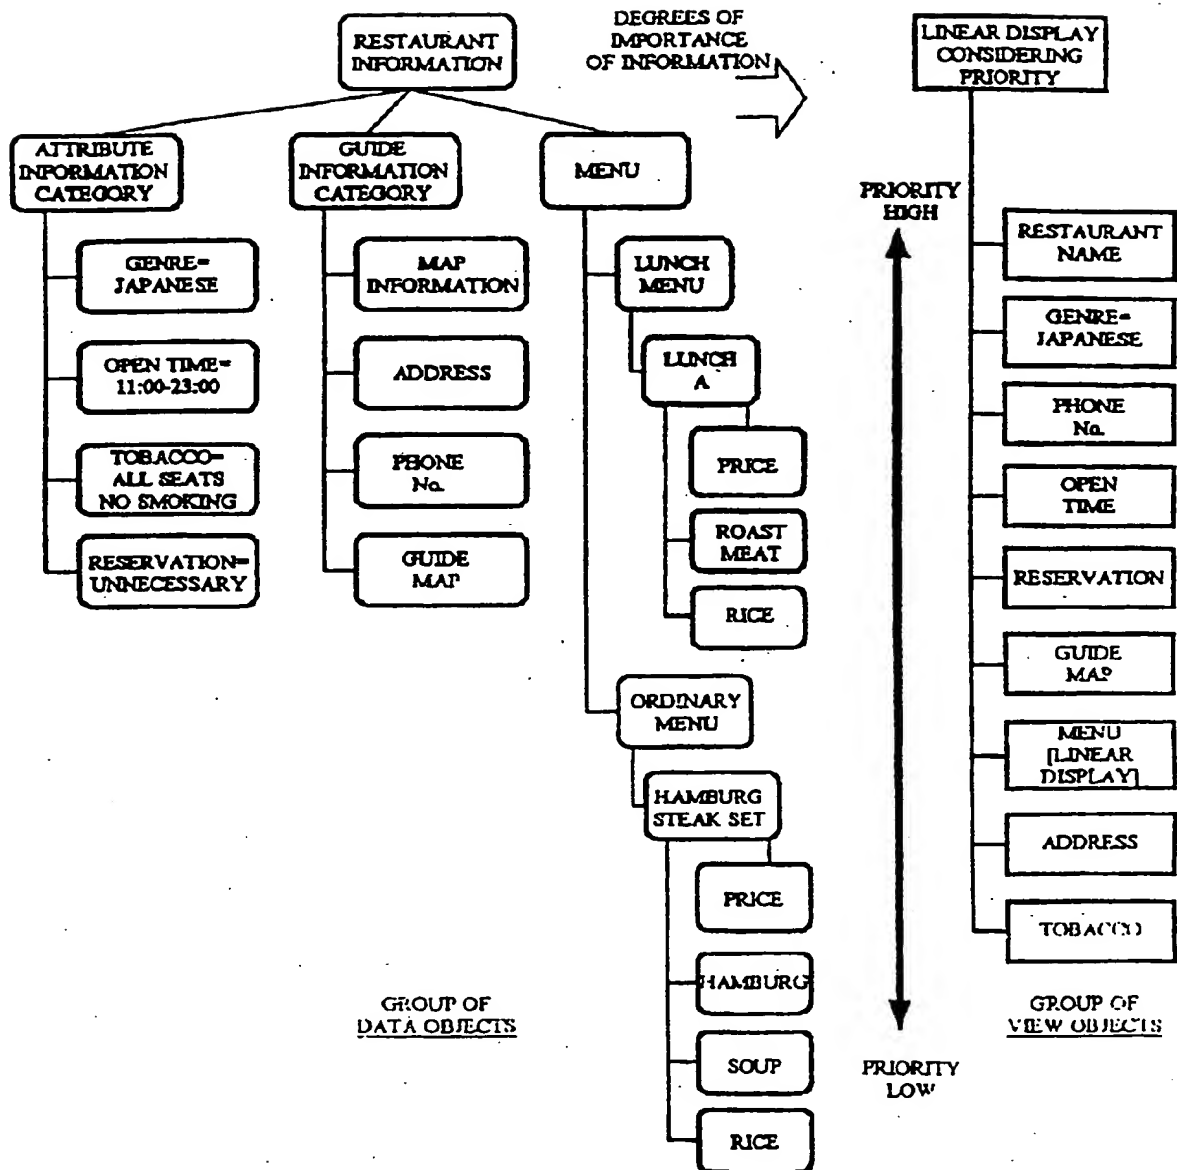 RESTAURANT
INFORMATION
DEGREES OF
IMPORTANCE
OF INFORMATION
LINEAR DISPLAY
CONSIDERING
PRIORITY
ATTRIBUTE
INFORMATION
CATEGORY
GENRE=
JAPANESE
OPEN TIME=
11:00-23:00
TOBACCO=
ALL SEATS
NO SMOKING
RESERVATION=
UNNECESSARY
GUIDE
INFORMATION
CATEGORY
MAP
INFORMATION
ADDRESS
PHONE
No.
GUIDE
MAP
MENU
LUNCH
MENU
LUNCH
A
PRICE
ROAST
MEAT
RICE
ORDINARY
MENU
HAMBURG
STEAK SET
PRICE
HAMBURG
SOUP
RICE
GROUP OF
DATA OBJECTS
PRIORITY
HIGH
PRIORITY
LOW
RESTAURANT
NAME
GENRE=
JAPANESE
PHONE
No.
OPEN
TIME
RESERVATION
GUIDE
MAP
MENU
[LINEAR
DISPLAY]
ADDRESS
TOBACCO
GROUP OF
VIEW OBJECTS